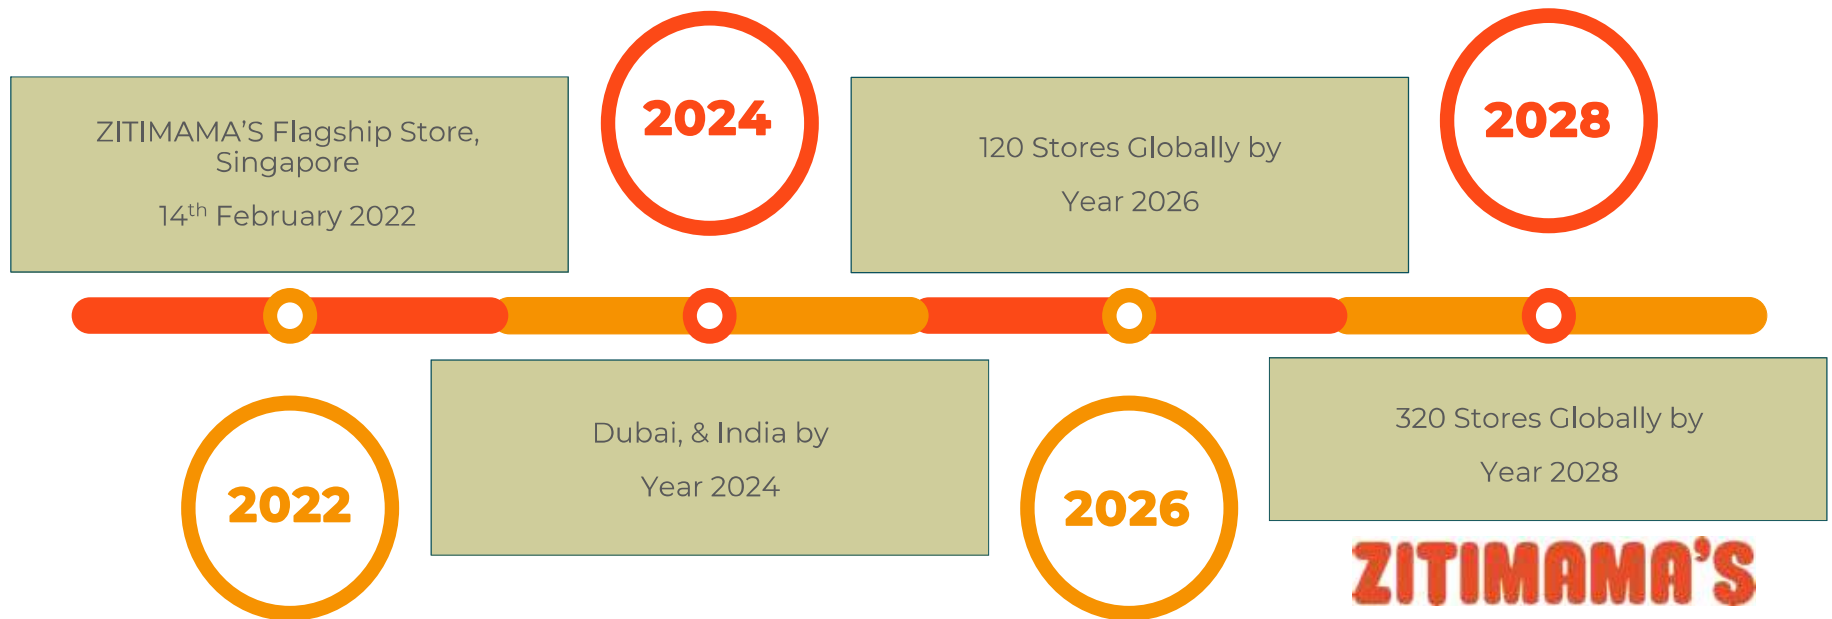 ZITIMAMA'S Flagship Store,
Singapore
14th February 2022
2022
2024
Dubai, & India by
Year 2024
120 Stores Globally by
Year 2026
2026
2028
320 Stores Globally by
Year 2028
ZITIMAMA'S